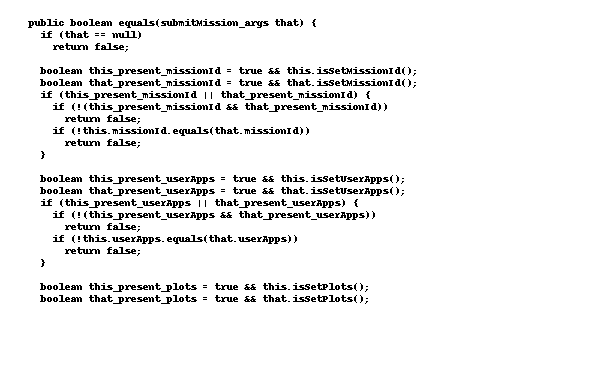 public boolean equals(submitMission_args that) {
  if (that == null)
    return false;

  boolean this_present_missionId = true && this.isSetMissionId();
  boolean that_present_missionId = true && that.isSetMissionId();
  if (this_present_missionId || that_present_missionId) {
    if (!(this_present_missionId && that_present_missionId))
      return false;
    if (!this.missionId.equals(that.missionId))
      return false;
  }

  boolean this_present_userApps = true && this.isSetUserApps();
  boolean that_present_userApps = true && that.isSetUserApps();
  if (this_present_userApps || that_present_userApps) {
    if (!(this_present_userApps && that_present_userApps))
      return false;
    if (!this.userApps.equals(that.userApps))
      return false;
  }

  boolean this_present_plots = true && this.isSetPlots();
  boolean that_present_plots = true && that.isSetPlots();